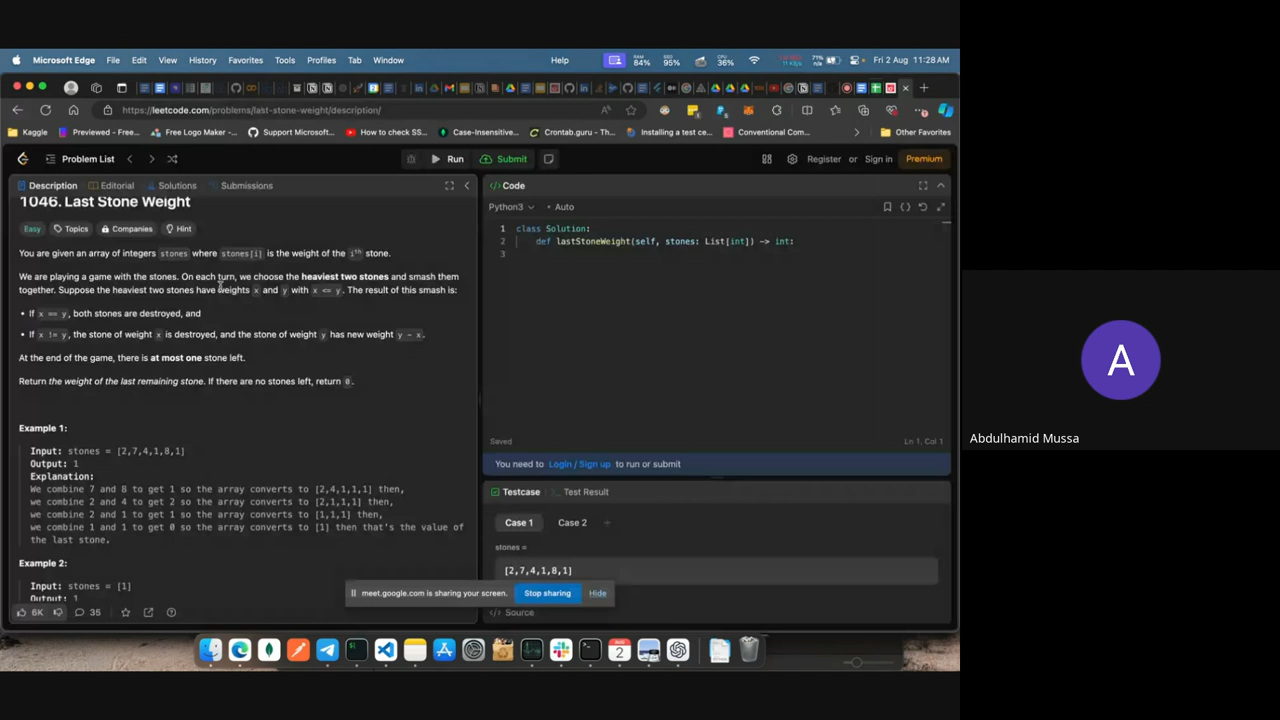 Microsoft Edge File Edit View History Favorites Tools Profiles Tab Window Help
RAM 84% SSD 95% CPU 36% 71% Fri 2 Aug 11:28 AM
https://leetcode.com/problems/last-stone-weight/description/
Kaggle Previewed - Free... Free Logo Maker -... Support Microsoft... How to check SS... Case-Insensitive... Crontab.guru - Th... Installing a test ce... Conventional Com... Other Favorites
Problem List Run Submit Register or Sign in Premium
Description Editorial Solutions Submissions
1046. Last Stone Weight
Easy Topics Companies Hint
You are given an array of integers stones where stones[i] is the weight of the ith stone.
We are playing a game with the stones. On each turn, we choose the heaviest two stones and smash them
together. Suppose the heaviest two stones have weights x and y with x <= y. The result of this smash is:
• If x == y, both stones are destroyed, and
• If x != y, the stone of weight x is destroyed, and the stone of weight y has new weight y - x.
At the end of the game, there is at most one stone left.
Return the weight of the last remaining stone. If there are no stones left, return 0.
Example 1:
Input: stones = [2,7,4,1,8,1]
Output: 1
Explanation:
We combine 7 and 8 to get 1 so the array converts to [2,4,1,1,1] then,
we combine 2 and 4 to get 2 so the array converts to [2,1,1,1] then,
we combine 2 and 1 to get 1 so the array converts to [1,1,1] then,
we combine 1 and 1 to get 0 so the array converts to [1] then that's the value of
the last stone.
Example 2:
Input: stones = [1]
Output: 1
6K 35
</> Code
Python3 Auto
1 class Solution:
2 def lastStoneWeight(self, stones: List[int]) -> int:
3
Saved Ln 1, Col 1
You need to Login / Sign up to run or submit
Testcase >_ Test Result
Case 1 Case 2 +
stones =
[2,7,4,1,8,1]
meet.google.com is sharing your screen. Stop sharing Hide
</> Source
AUG
2
A
Abdulhamid Mussa